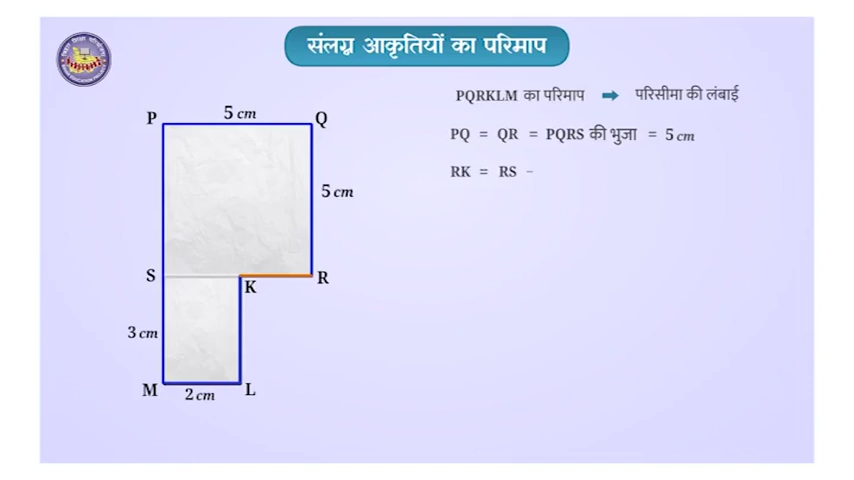 संलग्न आकृतियों का परिमाप
PQRKLM का परिमाप ➡ परिसीमा की लंबाई
PQ = QR = PQRS की भुजा = 5 cm
RK = RS -
5 cm
P
Q
5 cm
S
K
R
3 cm
M
2 cm
L